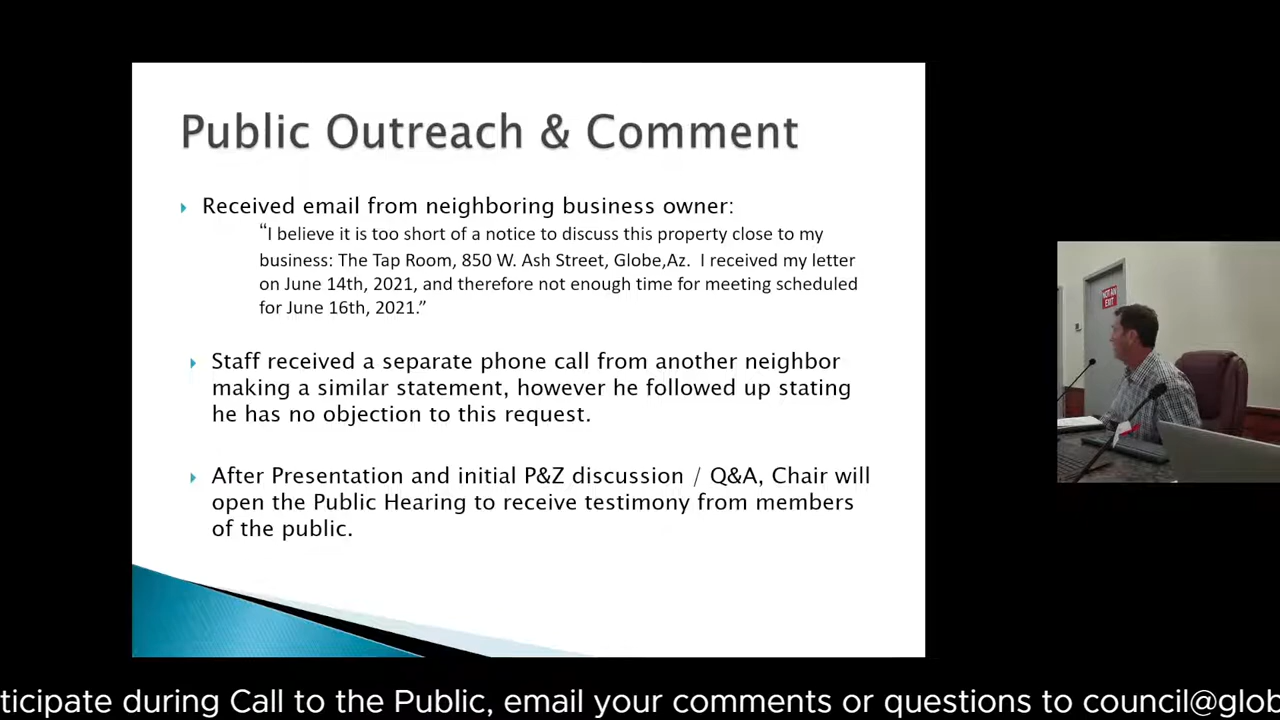 Public Outreach & Comment
Received email from neighboring business owner:
“I believe it is too short of a notice to discuss this property close to my
business: The Tap Room, 850 W. Ash Street, Globe,Az.  I received my letter
on June 14th, 2021, and therefore not enough time for meeting scheduled
for June 16th, 2021.”
Staff received a separate phone call from another neighbor
making a similar statement, however he followed up stating
he has no objection to this request.
After Presentation and initial P&Z discussion / Q&A, Chair will
open the Public Hearing to receive testimony from members
of the public.
NOT AN
EXIT
ticipate during Call to the Public, email your comments or questions to council@glob